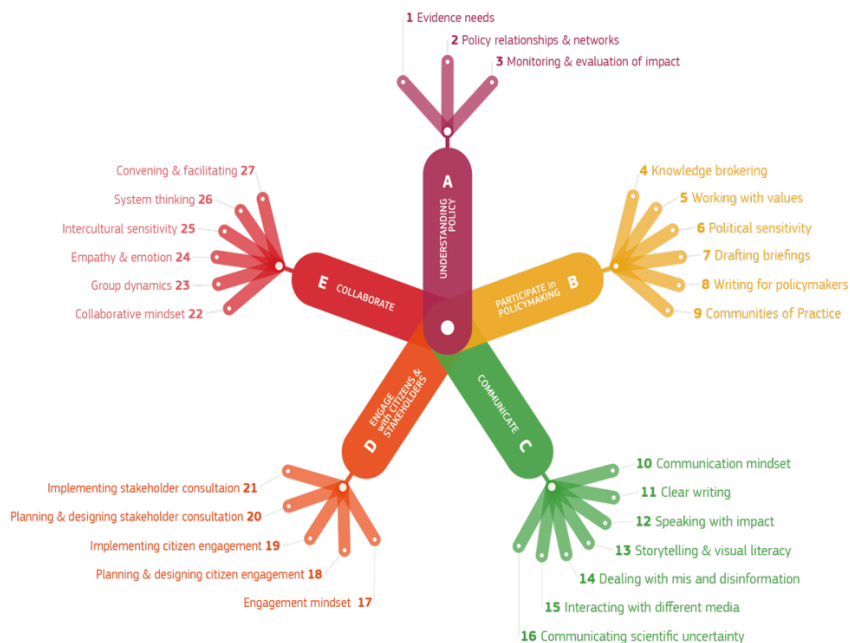 1 Evidence needs
2 Policy relationships & networks
3 Monitoring & evaluation of impact
A
UNDERSTANDING
POLICY
4 Knowledge brokering
5 Working with values
6 Political sensitivity
7 Drafting briefings
8 Writing for policymakers
9 Communities of Practice
PARTICIPATE in
POLICYMAKING
B
COMMUNICATE
C
10 Communication mindset
11 Clear writing
12 Speaking with impact
13 Storytelling & visual literacy
14 Dealing with mis and disinformation
15 Interacting with different media
16 Communicating scientific uncertainty
ENGAGE
with CITIZENS &
STAKEHOLDERS
D
Implementing stakeholder consultaion 21
Planning & designing stakeholder consultation 20
Implementing citizen engagement 19
Planning & designing citizen engagement 18
Engagement mindset 17
E COLLABORATE
Convening & facilitating 27
System thinking 26
Intercultural sensitivity 25
Empathy & emotion 24
Group dynamics 23
Collaborative mindset 22